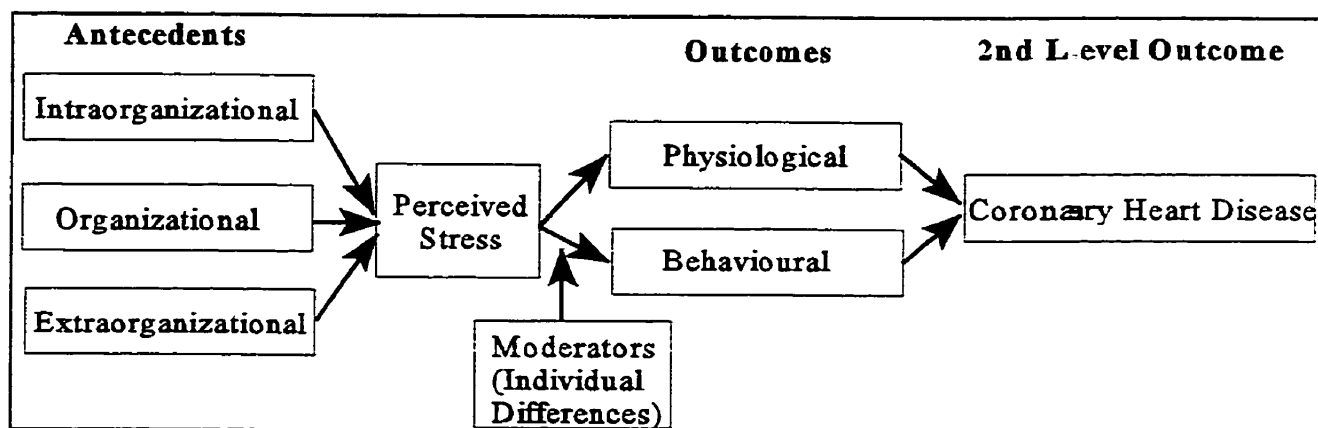 Antecedents
Outcomes
2nd Level Outcome
Intraorganizational
Organizational
Extraorganizational
Perceived
Stress
Physiological
Behavioural
Moderators
(Individual
Differences)
Coronary Heart Disease